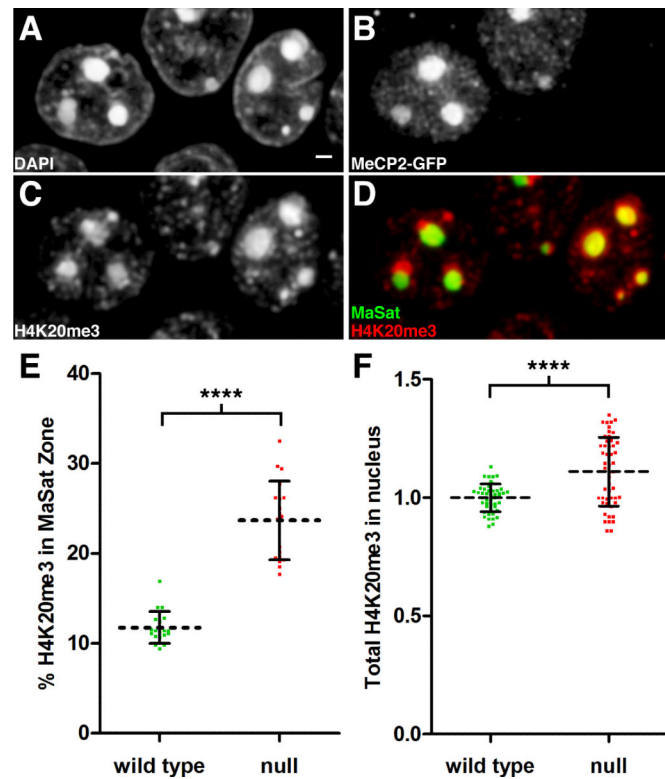 A
DAPI
B
MeCP2-GFP
C
H4K20me3
D
MaSat
H4K20me3
E
% H4K20me3 in MaSat Zone
40
30
20
10
0
****
wild type
null
F
Total H4K20me3 in nucleus
1.5
1.0
0.5
0.0
****
wild type
null